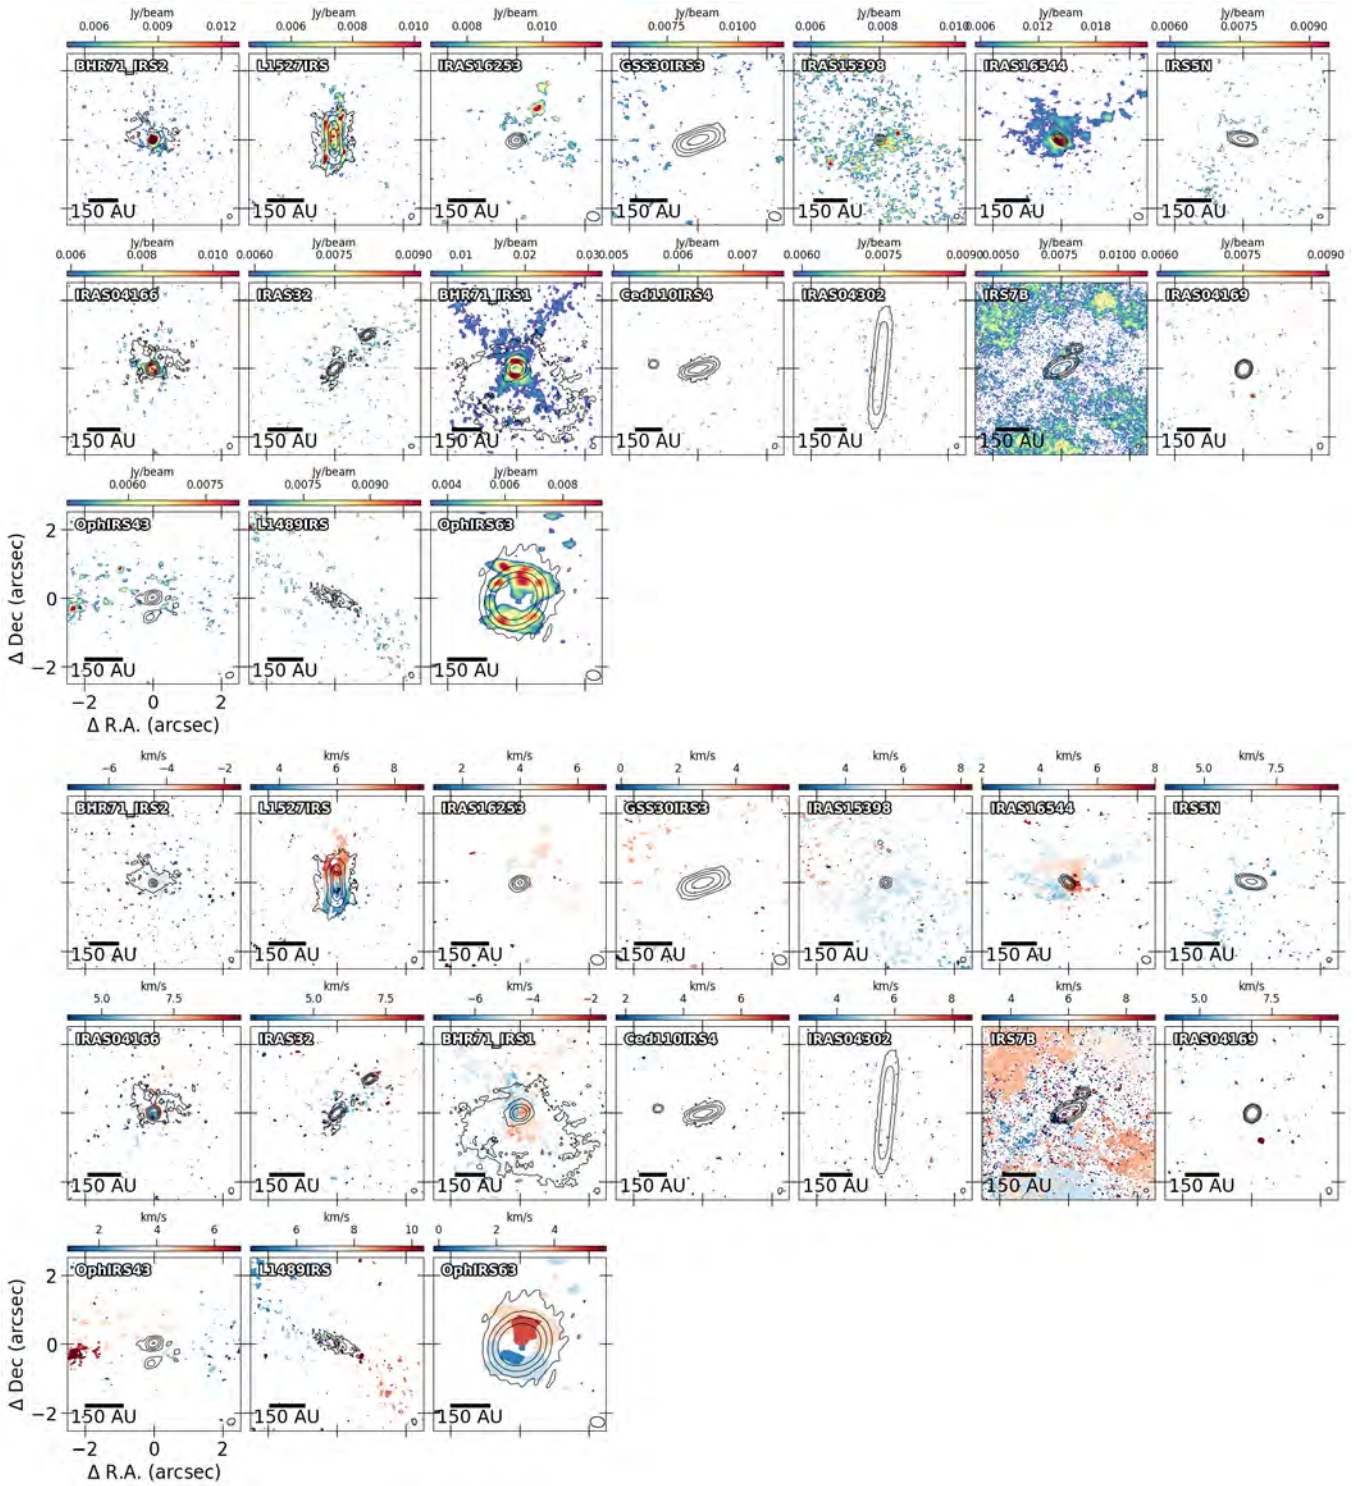 Jy/beam Jy/beam Jy/beam Jy/beam Jy/beam Jy/beam Jy/beam
0.006 0.009 0.012 0.006 0.008 0.010 0.008 0.010 0.0075 0.0100 0.006 0.008 0.010 0.006 0.012 0.018 0.0060 0.0075 0.0090
BHR71_IRS2 L1527IRS IRAS16253 GSS30IRS3 IRAS15398 IRAS16544 IRS5N
150 AU 150 AU 150 AU 150 AU 150 AU 150 AU 150 AU
Jy/beam Jy/beam Jy/beam Jy/beam Jy/beam Jy/beam Jy/beam
0.006 0.008 0.010 0.0060 0.0075 0.0090 0.01 0.02 0.03 0.005 0.006 0.007 0.0060 0.0075 0.0090 0.0050 0.0075 0.0100 0.0060 0.0075 0.0090
IRAS04166 IRAS32 BHR71_IRS1 Ced110IRS4 IRAS04302 IRS7B IRAS04169
150 AU 150 AU 150 AU 150 AU 150 AU 150 AU 150 AU
Jy/beam Jy/beam Jy/beam
0.0060 0.0075 0.0075 0.0090 0.004 0.006 0.008
OphIRS43 L1489IRS OphIRS63
2
0
−2
Δ Dec (arcsec)
150 AU 150 AU 150 AU
−2 0 2
Δ R.A. (arcsec)
km/s km/s km/s km/s km/s km/s km/s
−6 −4 −2 4 6 8 2 4 6 0 2 4 4 6 8 2 4 6 8 5.0 7.5
BHR71_IRS2 L1527IRS IRAS16253 GSS30IRS3 IRAS15398 IRAS16544 IRS5N
150 AU 150 AU 150 AU 150 AU 150 AU 150 AU 150 AU
km/s km/s km/s km/s km/s km/s km/s
5.0 7.5 5.0 7.5 −6 −4 −2 2 4 6 5.0 7.5 4 6 8 5.0 7.5
IRAS04166 IRAS32 BHR71_IRS1 Ced110IRS4 IRAS04302 IRS7B IRAS04169
150 AU 150 AU 150 AU 150 AU 150 AU 150 AU 150 AU
km/s km/s km/s
2 4 6 6 8 10 0 2 4
OphIRS43 L1489IRS OphIRS63
2
0
−2
Δ Dec (arcsec)
150 AU 150 AU 150 AU
−2 0 2
Δ R.A. (arcsec)